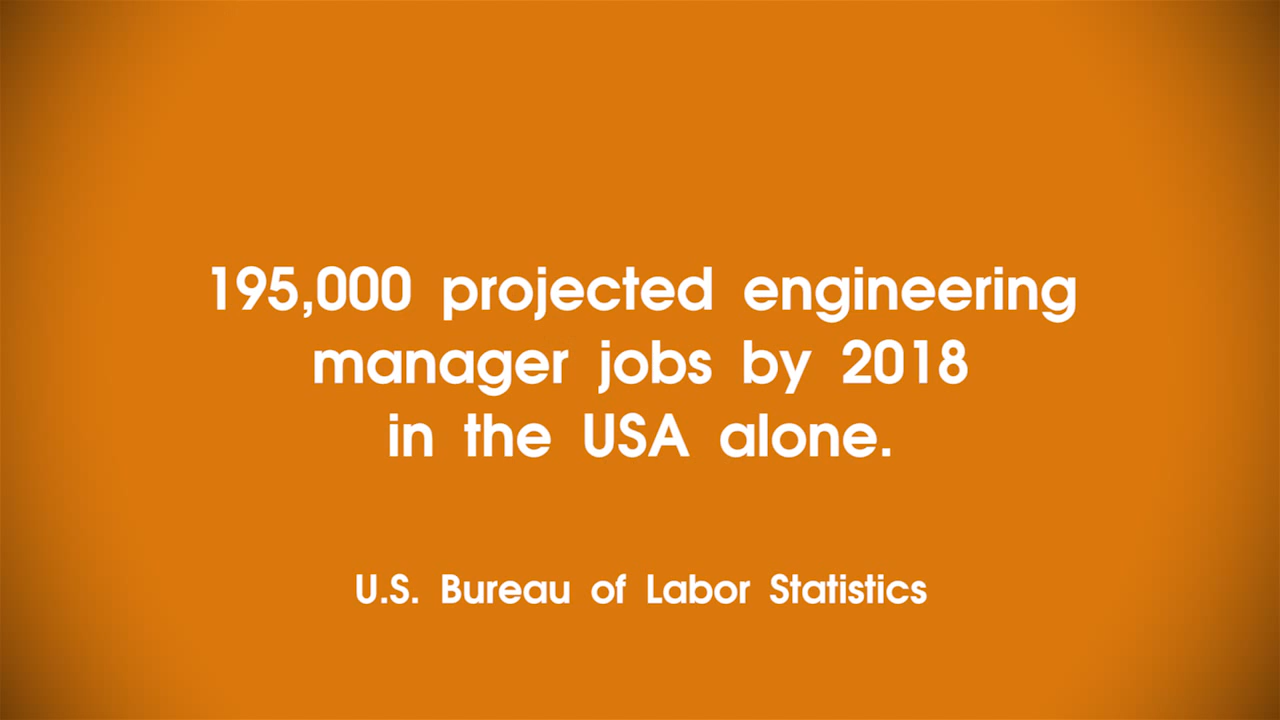 195,000 projected engineering
manager jobs by 2018
in the USA alone.
U.S. Bureau of Labor Statistics